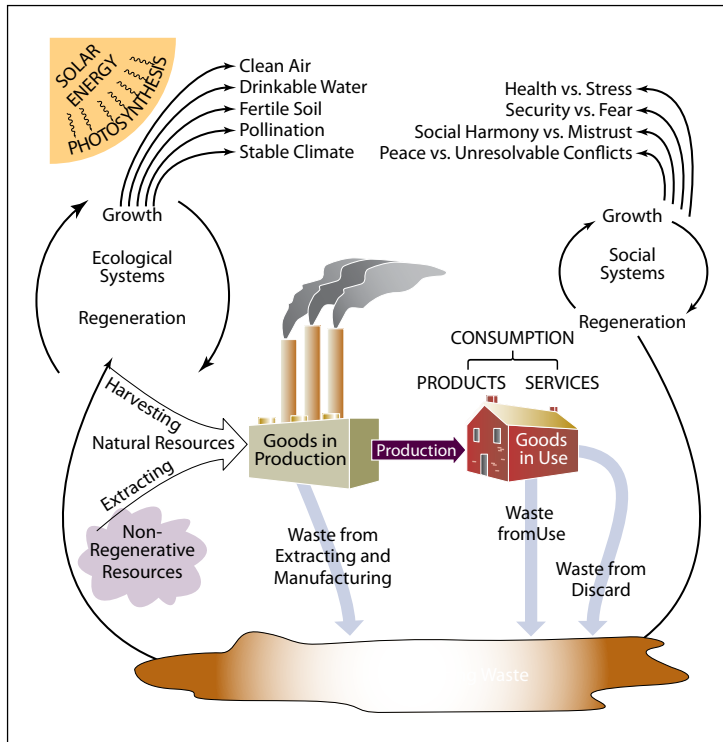 SOLAR
ENERGY
PHOTOSYNTHESIS
Clean Air
Drinkable Water
Fertile Soil
Pollination
Stable Climate
Health vs. Stress
Security vs. Fear
Social Harmony vs. Mistrust
Peace vs. Unresolvable Conflicts
Growth
Ecological
Systems
Regeneration
Growth
Social
Systems
Regeneration
CONSUMPTION
PRODUCTS
SERVICES
Harvesting
Natural Resources
Extracting
Non-
Regenerative
Resources
Goods in
Production
Production
Goods
in Use
Waste from
Extracting and
Manufacturing
Waste
fromUse
Waste from
Discard
Waste